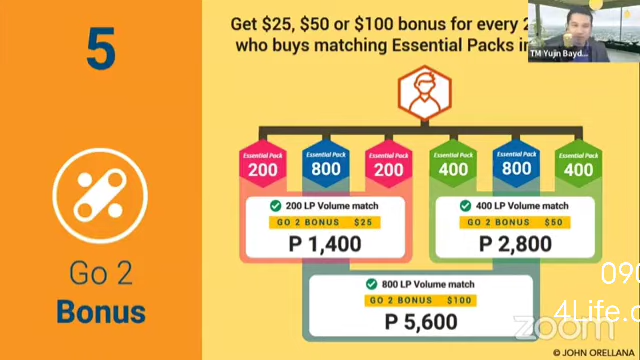 5
Go 2
Bonus
Get $25, $50 or $100 bonus for every 2
who buys matching Essential Packs in
TM Yujin Bayd...
Essential Pack
200
Essential Pack
800
Essential Pack
200
Essential Pack
400
Essential Pack
800
Essential Pack
400
200 LP Volume match
GO 2 BONUS $25
P 1,400
400 LP Volume match
GO 2 BONUS $50
P 2,800
800 LP Volume match
GO 2 BONUS $100
P 5,600
090
4Life.c
zoom
© JOHN ORELLANA